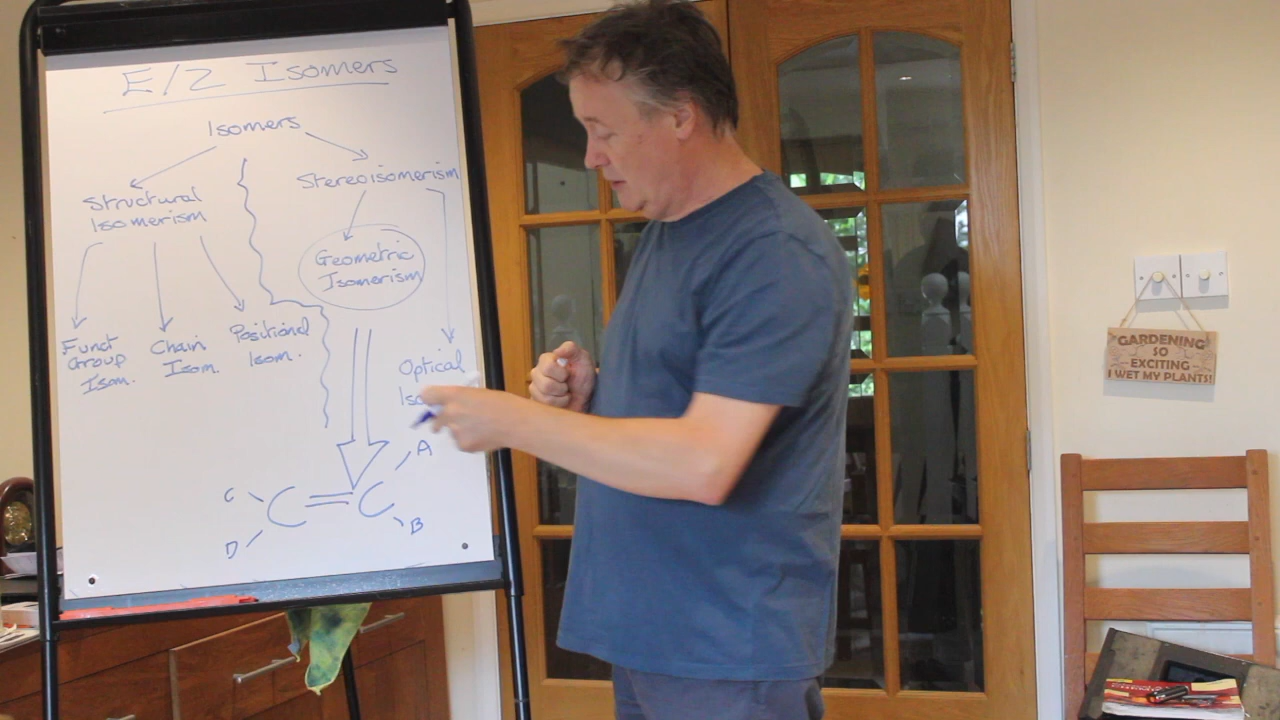 E/Z Isomers
Isomers
Structural
Isomerism
Stereoisomerism
Geometric
Isomerism
Funct
Group
Isom.
Chain
Isom.
Positional
Isom.
Optical
C
A
C = C
D
B
GARDENING
SO
EXCITING
I WET MY PLANTS!